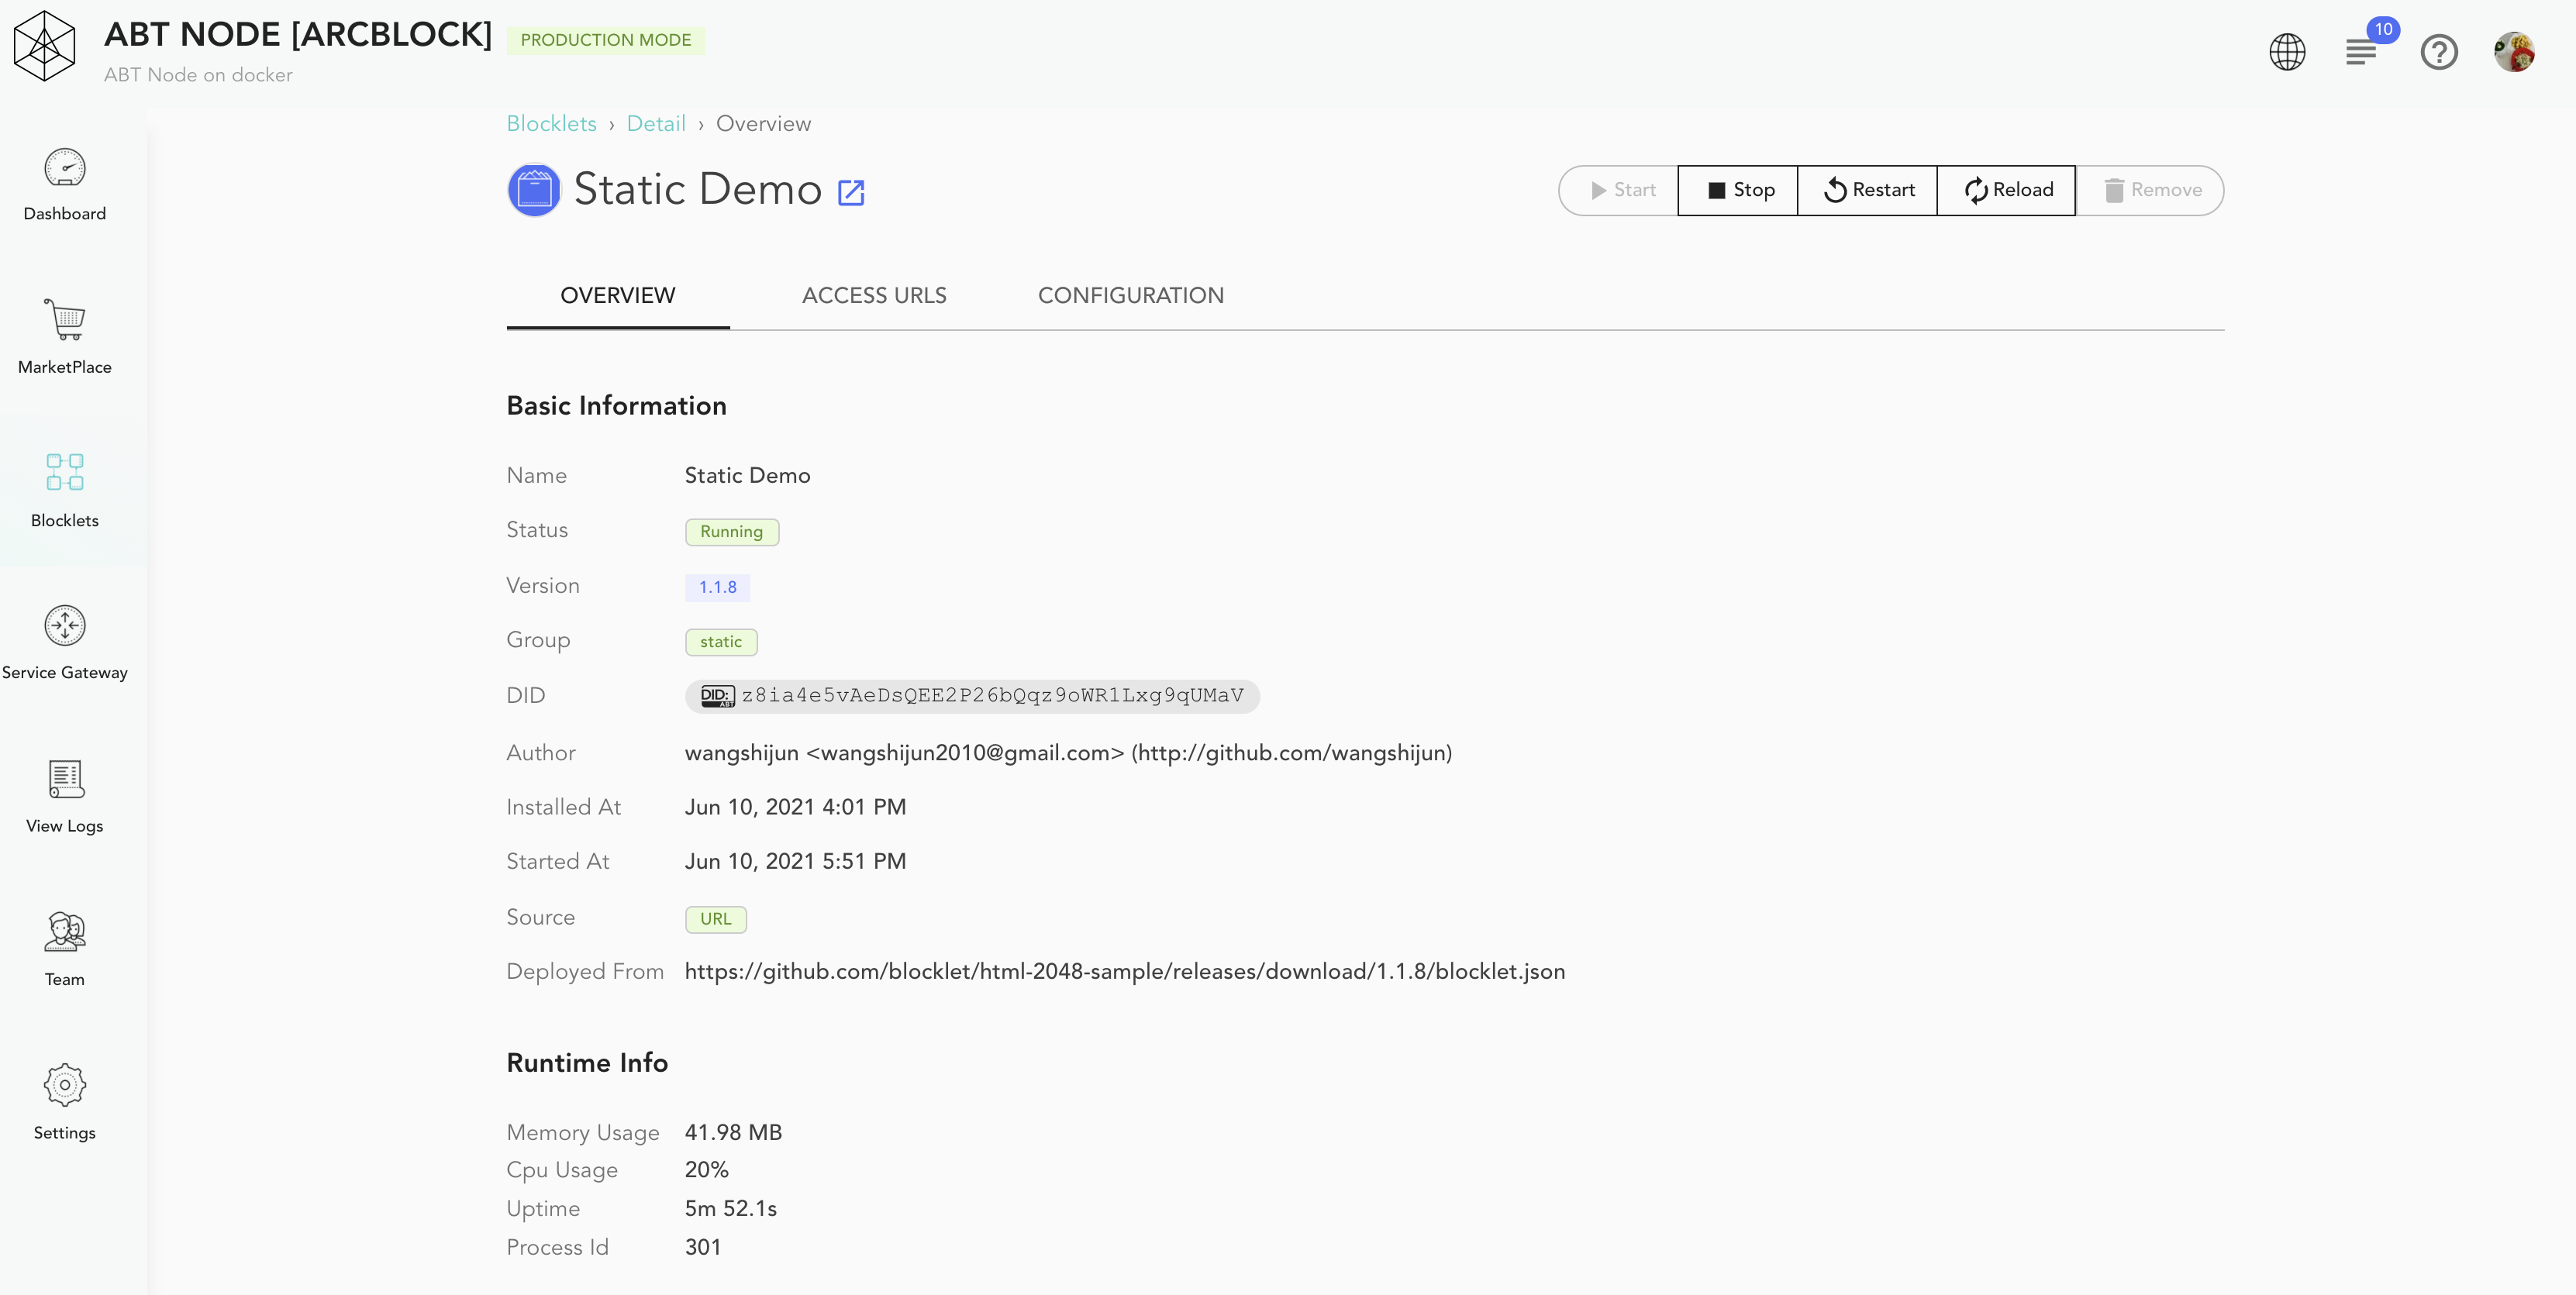 ABT NODE [ARCBLOCK] PRODUCTION MODE
ABT Node on docker
10
Dashboard
MarketPlace
Blocklets
Service Gateway
View Logs
Team
Settings
Blocklets › Detail › Overview
Static Demo
Start Stop Restart Reload Remove
OVERVIEW ACCESS URLS CONFIGURATION
Basic Information
Name Static Demo
Status Running
Version 1.1.8
Group static
DID DID: ABT z8ia4e5vAeDsQEE2P26bQqz9oWR1Lxg9qUMaV
Author wangshijun <wangshijun2010@gmail.com> (http://github.com/wangshijun)
Installed At Jun 10, 2021 4:01 PM
Started At Jun 10, 2021 5:51 PM
Source URL
Deployed From https://github.com/blocklet/html-2048-sample/releases/download/1.1.8/blocklet.json
Runtime Info
Memory Usage 41.98 MB
Cpu Usage 20%
Uptime 5m 52.1s
Process Id 301